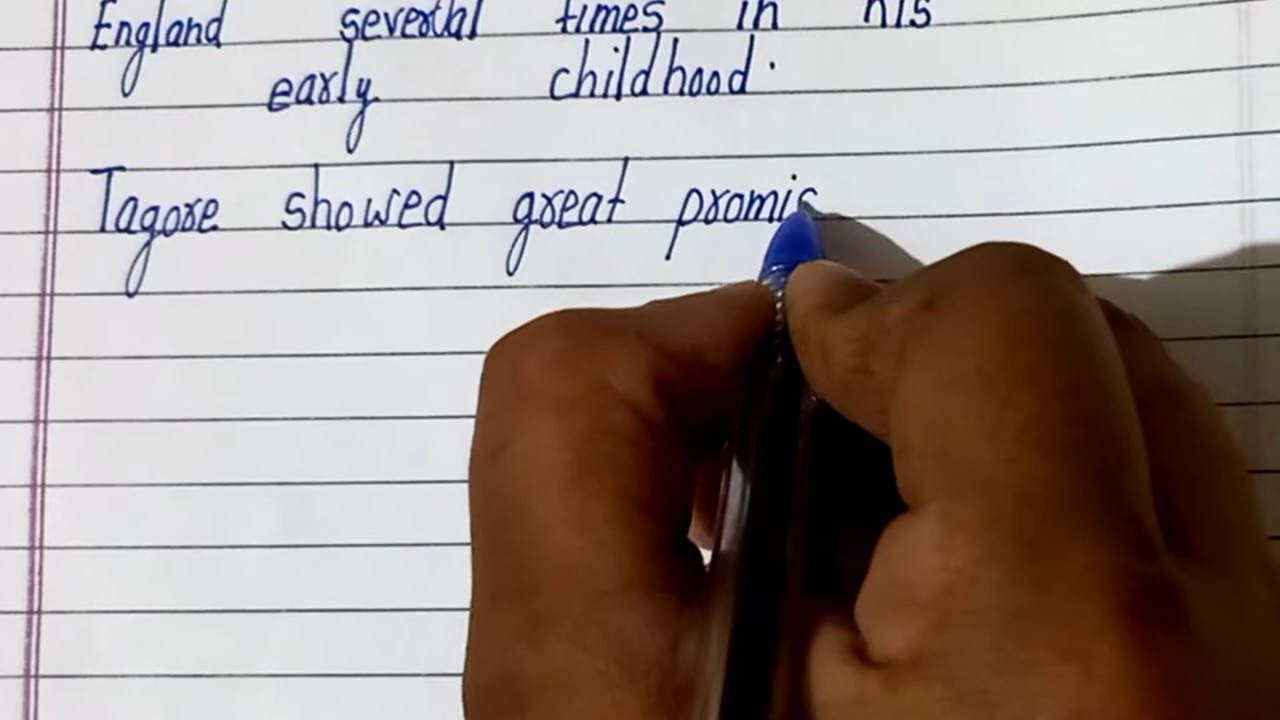 England several times in his
early childhood.
Tagore showed great promis